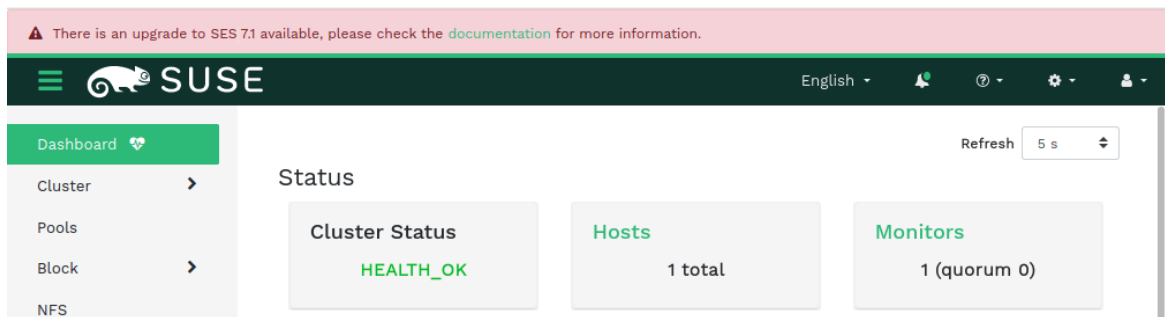 There is an upgrade to SES 7.1 available, please check the documentation for more information.
SUSE
English
Dashboard
Refresh 5 s
Cluster
Status
Pools
Cluster Status
Hosts
Monitors
Block
HEALTH_OK
1 total
1 (quorum 0)
NFS